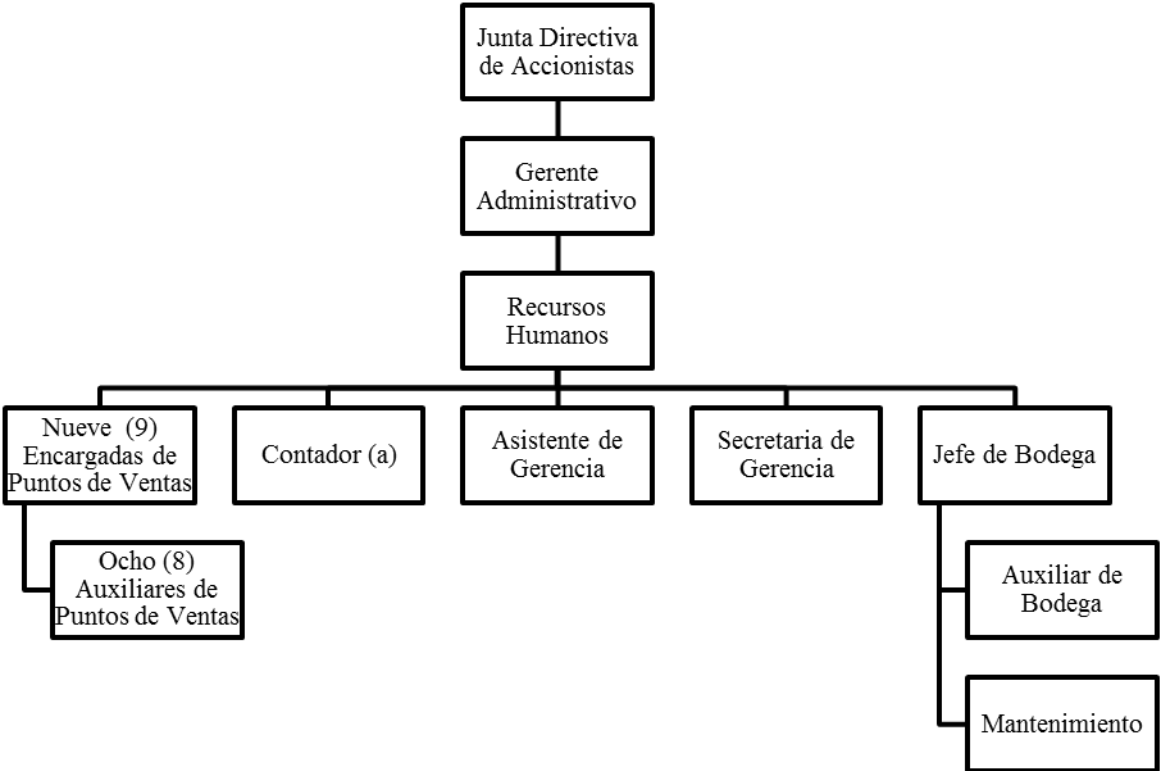 Junta Directiva
de Accionistas
Gerente
Administrativo
Recursos
Humanos
Nueve (9)
Encargadas de
Puntos de Ventas
Contador (a)
Asistente de
Gerencia
Secretaria de
Gerencia
Jefe de Bodega
Ocho (8)
Auxiliares de
Puntos de Ventas
Auxiliar de
Bodega
Mantenimiento